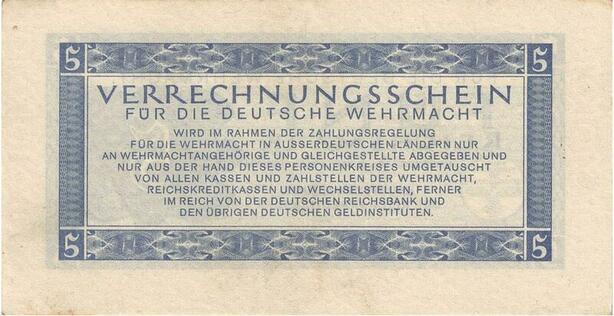 5 5
VERRECHNUNGSSCHEIN
FÜR DIE DEUTSCHE WEHRMACHT
WIRD IM RAHMEN DER ZAHLUNGSREGELUNG
FÜR DIE WEHRMACHT IN AUSSERDEUTSCHEN LÄNDERN NUR
AN WEHRMACHTANGEHÖRIGE UND GLEICHGESTELLTE ABGEGEBEN UND
NUR AUS DER HAND DIESES PERSONENKREISES UMGETAUSCHT
VON ALLEN KASSEN UND ZAHLSTELLEN DER WEHRMACHT,
REICHSKREDITKASSEN UND WECHSELSTELLEN, FERNER
IM REICH VON DER DEUTSCHEN REICHSBANK UND
DEN ÜBRIGEN DEUTSCHEN GELDINSTITUTEN.
5 5